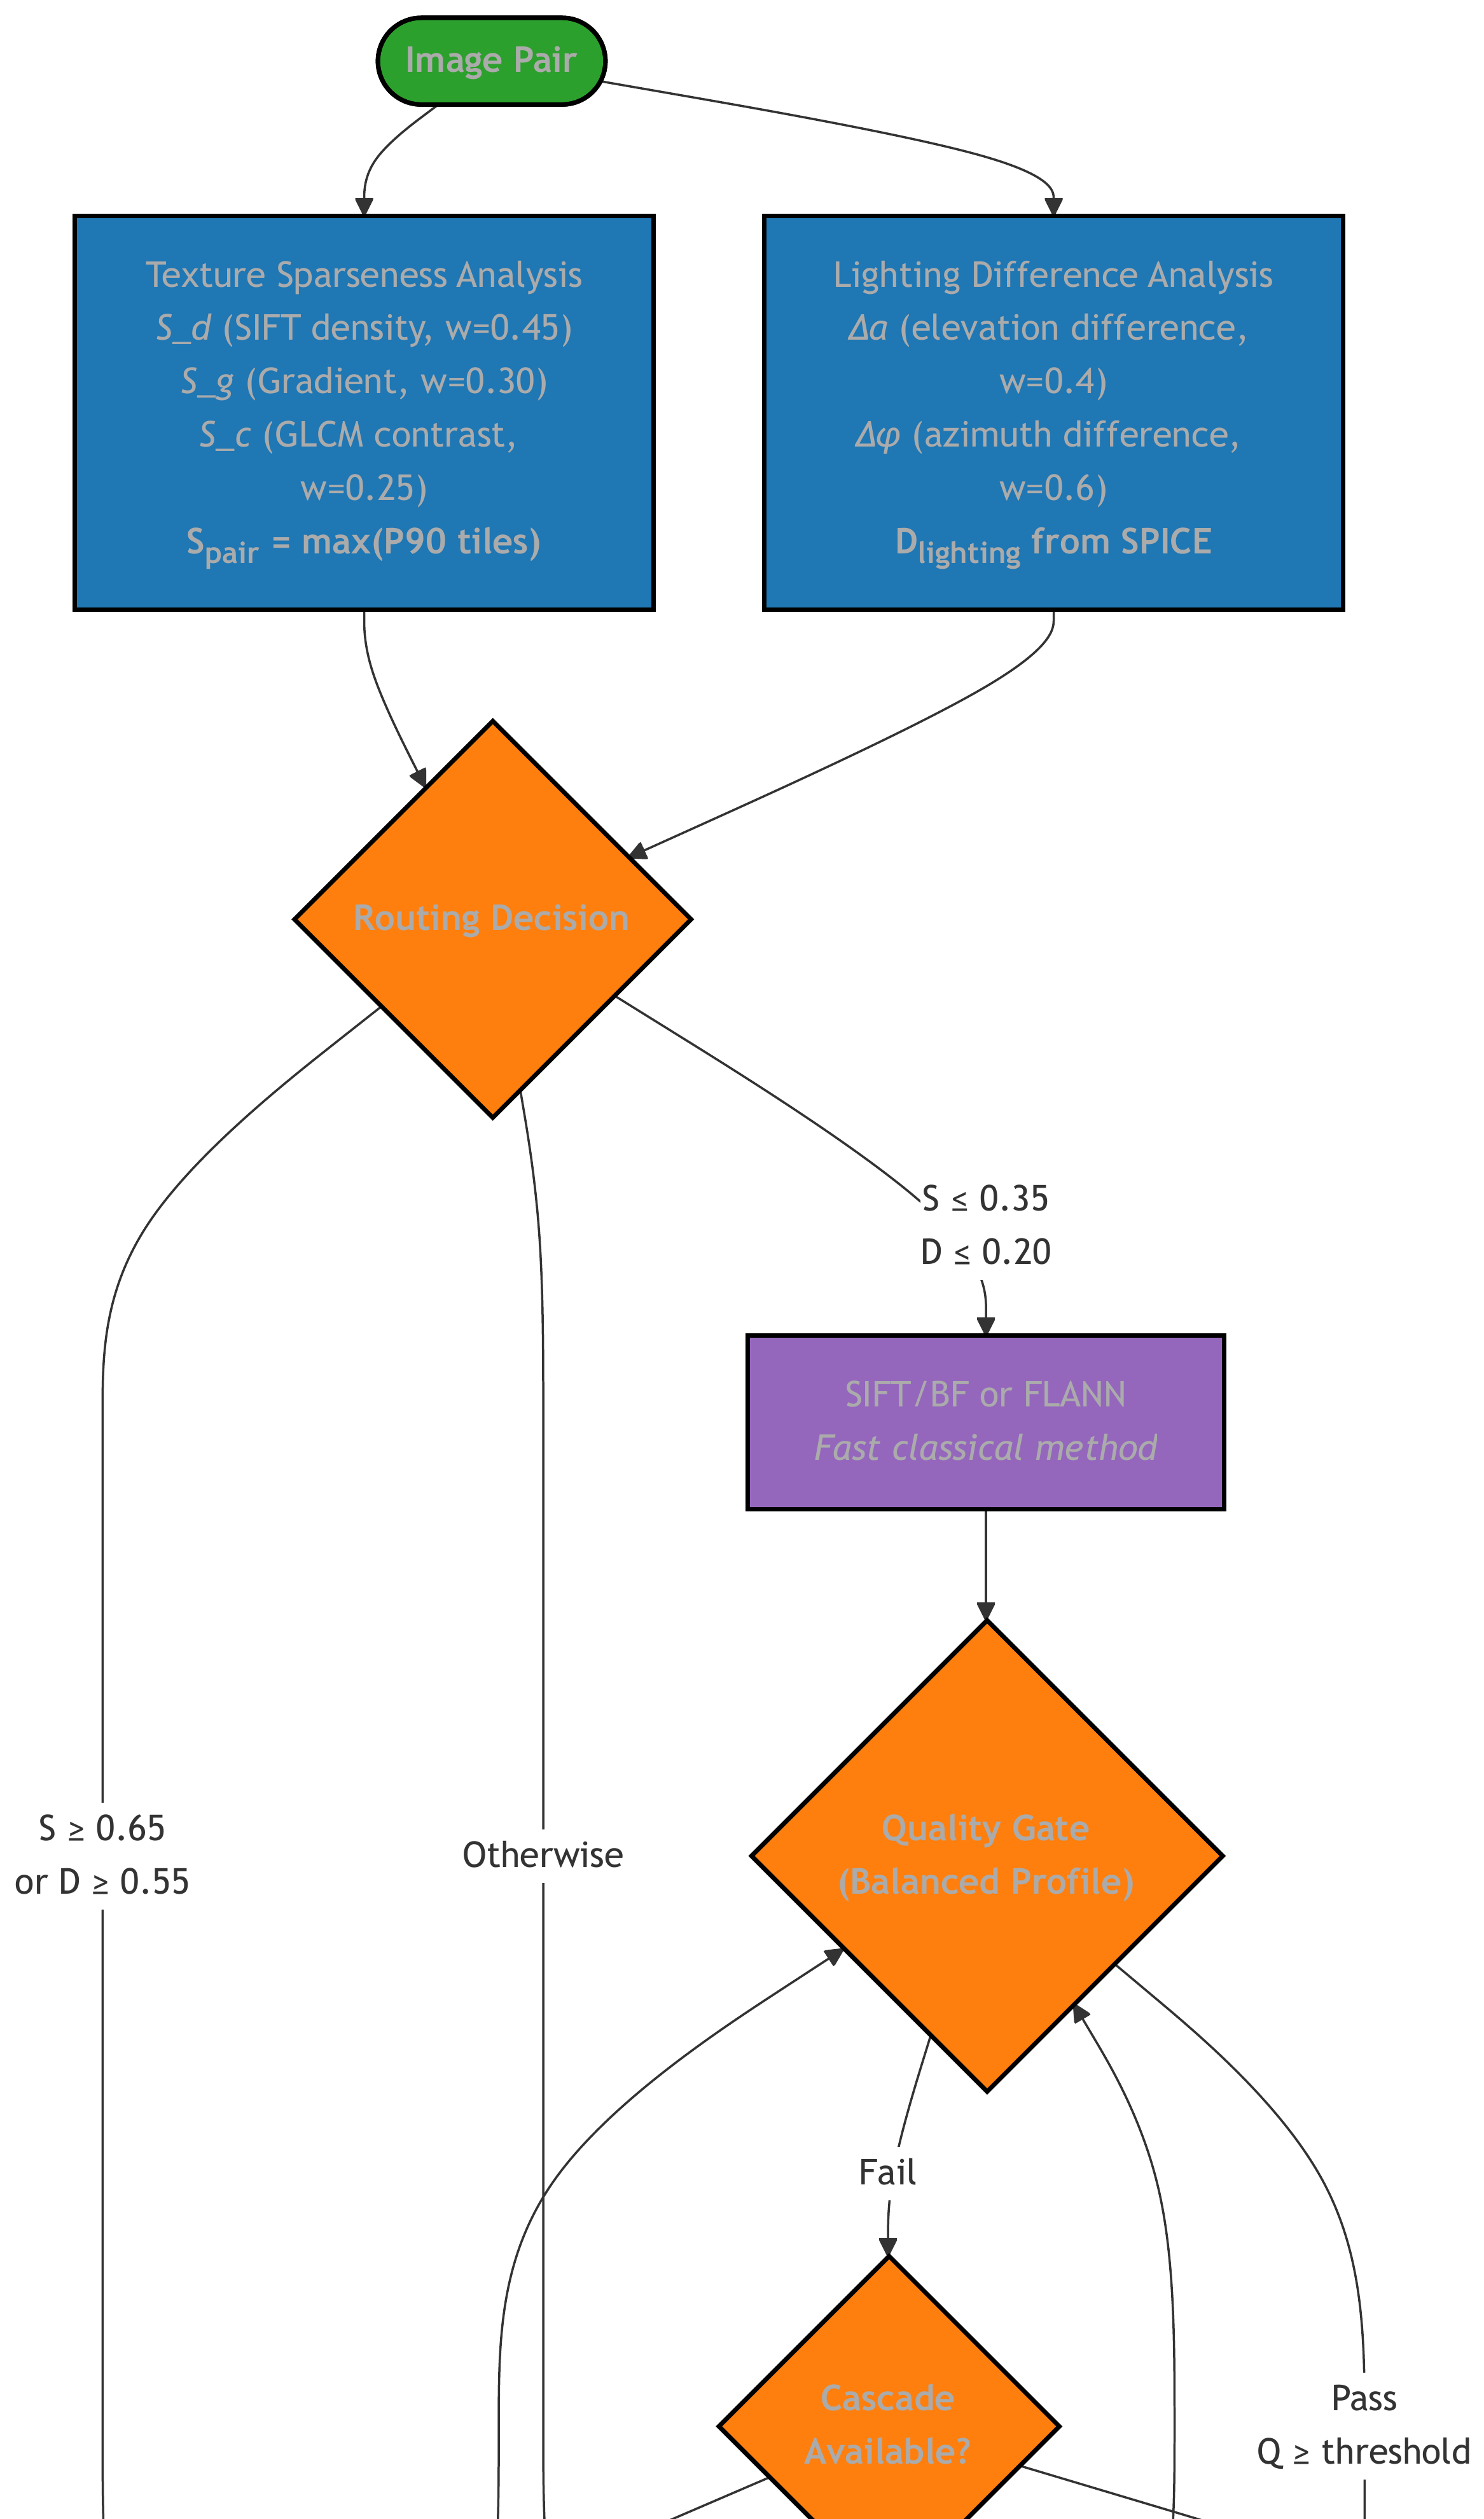 Image Pair
Texture Sparseness Analysis
S_d (SIFT density, w=0.45)
S_g (Gradient, w=0.30)
S_c (GLCM contrast,
w=0.25)
Spair = max(P90 tiles)
Lighting Difference Analysis
Δa (elevation difference,
w=0.4)
Δφ (azimuth difference,
w=0.6)
Dlighting from SPICE
Routing Decision
S ≤ 0.35
D ≤ 0.20
SIFT/BF or FLANN
Fast classical method
S ≥ 0.65
or D ≥ 0.55
Otherwise
Quality Gate
(Balanced Profile)
Fail
Cascade
Available?
Pass
Q ≥ threshold